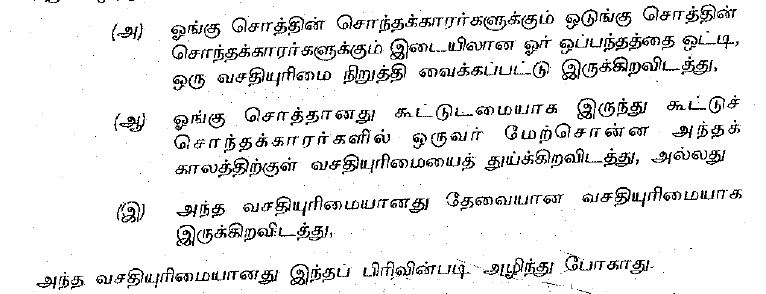 (அ) ஓங்கு சொத்தின் சொந்தக்காரர்களுக்கும் ஒடுங்கு சொத்தின்
சொந்தக்காரர்களுக்கும் இடையிலான ஓர் ஒப்பந்தத்தை ஒட்டி,
ஒரு வசதியுரிமை நிறுத்தி வைக்கப்பட்டு இருக்கிறவிடத்து,
(ஆ) ஓங்கு சொத்தானது கூட்டுடமையாக இருந்து கூட்டுச்
சொந்தக்காரர்களில் ஒருவர் மேற்சொன்ன அந்தக்
காலத்திற்குள் வசதியுரிமையைத் துய்க்கிறவிடத்து, அல்லது
(இ) அந்த வசதியுரிமையானது தேவையான வசதியுரிமையாக
இருக்கிறவிடத்து,
அந்த வசதியுரிமையானது இந்தப் பிரிவின்படி அழிந்து போகாது.